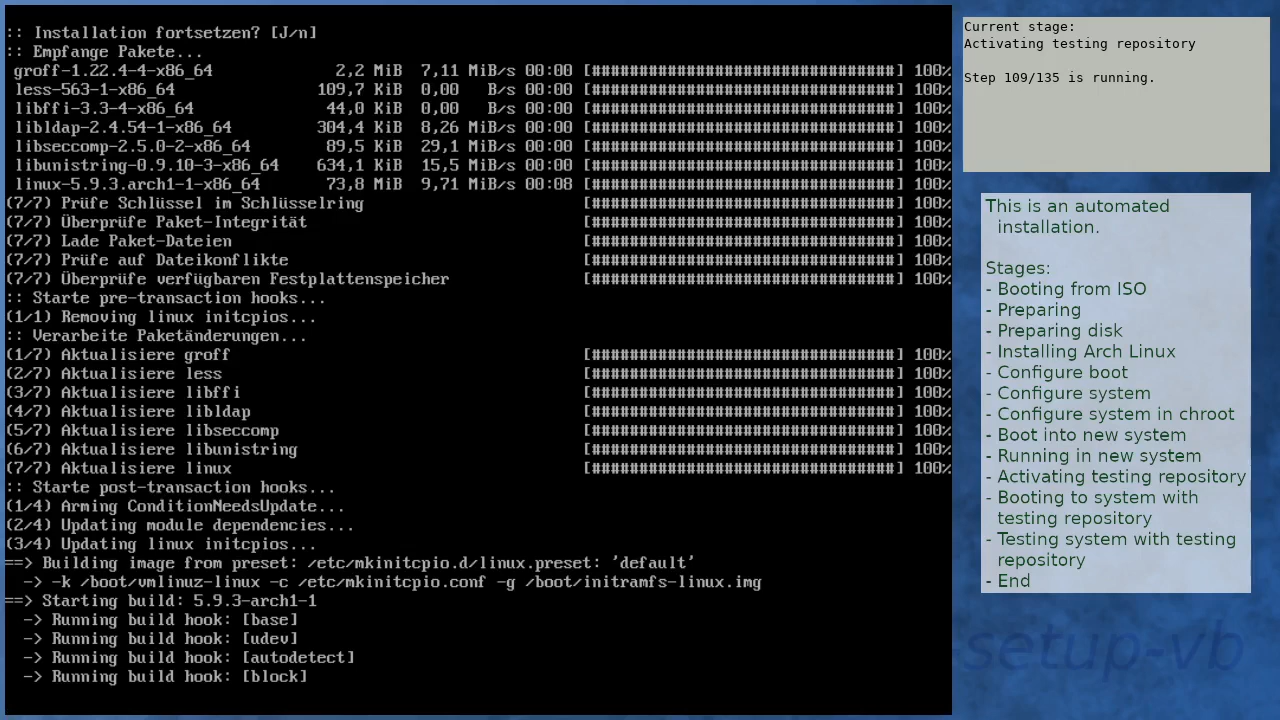 :: Installation fortsetzen? [J/n]
:: Empfange Pakete...
groff-1.22.4-4-x86_64 2,2 MiB 7,11 MiB/s 00:00 [################################] 100%
less-563-1-x86_64 109,7 KiB 0,00 B/s 00:00 [################################] 100%
libffi-3.3-4-x86_64 44,0 KiB 0,00 B/s 00:00 [################################] 100%
libldap-2.4.54-1-x86_64 304,4 KiB 8,26 MiB/s 00:00 [################################] 100%
libseccomp-2.5.0-2-x86_64 89,5 KiB 29,1 MiB/s 00:00 [################################] 100%
libunistring-0.9.10-3-x86_64 634,1 KiB 15,5 MiB/s 00:00 [################################] 100%
linux-5.9.3.arch1-1-x86_64 73,8 MiB 9,71 MiB/s 00:08 [################################] 100%
(7/7) Prüfe Schlüssel im Schlüsselring [################################] 100%
(7/7) Überprüfe Paket-Integrität [################################] 100%
(7/7) Lade Paket-Dateien [################################] 100%
(7/7) Prüfe auf Dateikonflikte [################################] 100%
(7/7) Überprüfe verfügbaren Festplattenspeicher [################################] 100%
:: Starte pre-transaction hooks...
(1/1) Removing linux initcpios...
:: Verarbeite Paketänderungen...
(1/7) Aktualisiere groff [################################] 100%
(2/7) Aktualisiere less [################################] 100%
(3/7) Aktualisiere libffi [################################] 100%
(4/7) Aktualisiere libldap [################################] 100%
(5/7) Aktualisiere libseccomp [################################] 100%
(6/7) Aktualisiere libunistring [################################] 100%
(7/7) Aktualisiere linux [################################] 100%
:: Starte post-transaction hooks...
(1/4) Arming ConditionNeedsUpdate...
(2/4) Updating module dependencies...
(3/4) Updating linux initcpios...
==> Building image from preset: /etc/mkinitcpio.d/linux.preset: 'default'
-> -k /boot/vmlinuz-linux -c /etc/mkinitcpio.conf -g /boot/initramfs-linux.img
==> Starting build: 5.9.3-arch1-1
-> Running build hook: [base]
-> Running build hook: [udev]
-> Running build hook: [autodetect]
-> Running build hook: [block]
Current stage:
Activating testing repository
Step 109/135 is running.
This is an automated
installation.
Stages:
- Booting from ISO
- Preparing
- Preparing disk
- Installing Arch Linux
- Configure boot
- Configure system
- Configure system in chroot
- Boot into new system
- Running in new system
- Activating testing repository
- Booting to system with
testing repository
- Testing system with testing
repository
- End
setup-vb